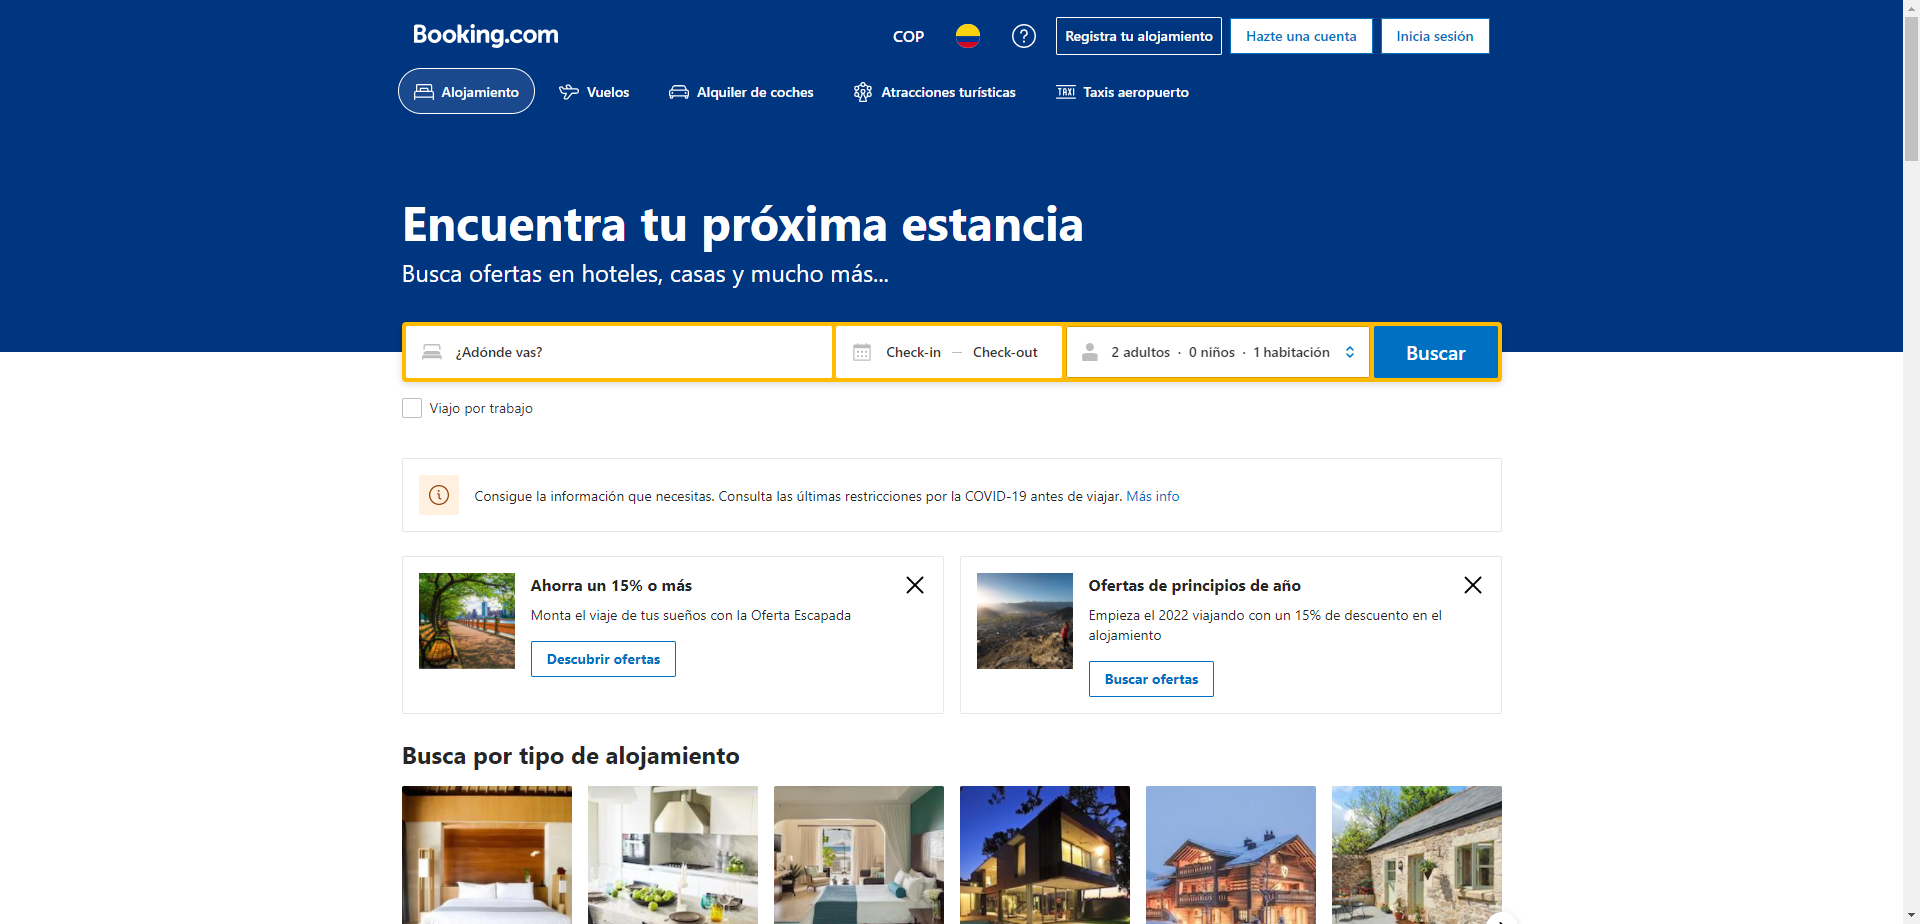 Booking.com
COP
?
Registra tu alojamiento
Hazte una cuenta
Inicia sesión
Alojamiento
Vuelos
Alquiler de coches
Atracciones turísticas
TAXI Taxis aeropuerto
Encuentra tu próxima estancia
Busca ofertas en hoteles, casas y mucho más...
¿Adónde vas?
Check-in — Check-out
2 adultos · 0 niños · 1 habitación
Buscar
Viajo por trabajo
Consigue la información que necesitas. Consulta las últimas restricciones por la COVID-19 antes de viajar. Más info
Ahorra un 15% o más
Monta el viaje de tus sueños con la Oferta Escapada
Descubrir ofertas
Ofertas de principios de año
Empieza el 2022 viajando con un 15% de descuento en el
alojamiento
Buscar ofertas
Busca por tipo de alojamiento